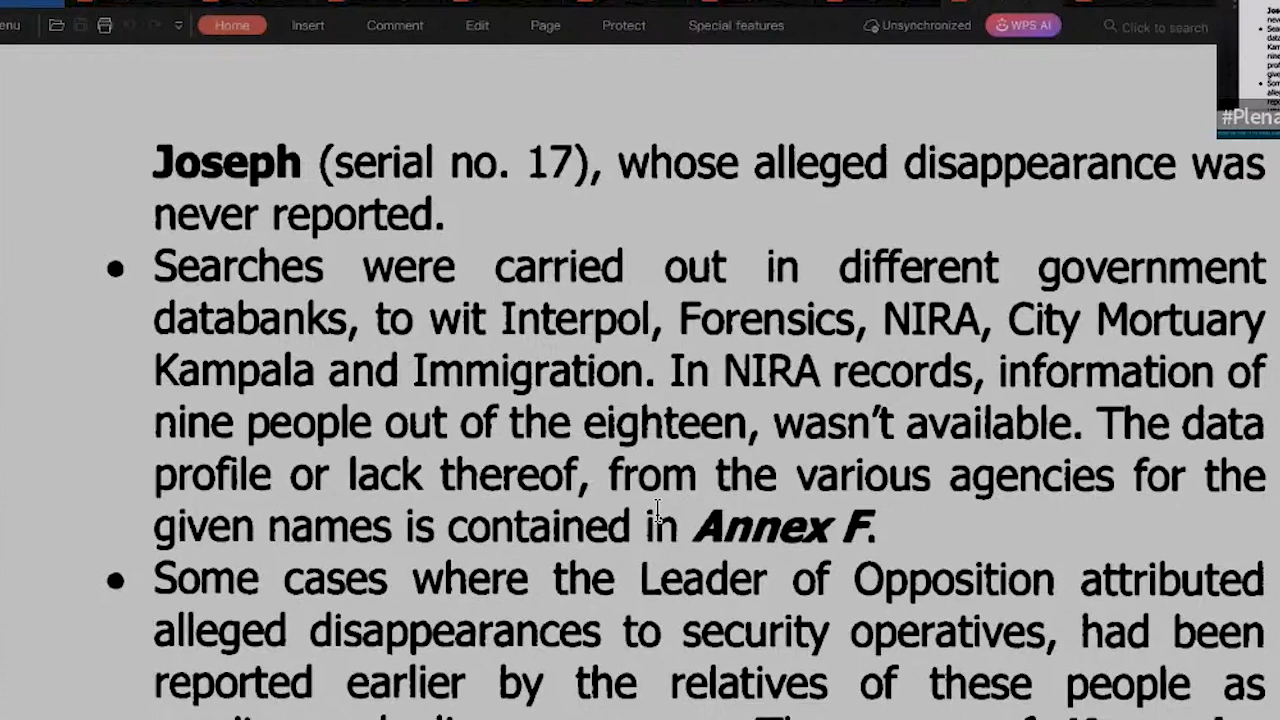 enu Home Insert Comment Edit Page Protect Special features Unsynchronized WPS AI Click to search
#Plena
Joseph (serial no. 17), whose alleged disappearance was
never reported.
• Searches were carried out in different government
databanks, to wit Interpol, Forensics, NIRA, City Mortuary
Kampala and Immigration. In NIRA records, information of
nine people out of the eighteen, wasn’t available. The data
profile or lack thereof, from the various agencies for the
given names is contained in Annex F.
• Some cases where the Leader of Opposition attributed
alleged disappearances to security operatives, had been
reported earlier by the relatives of these people as